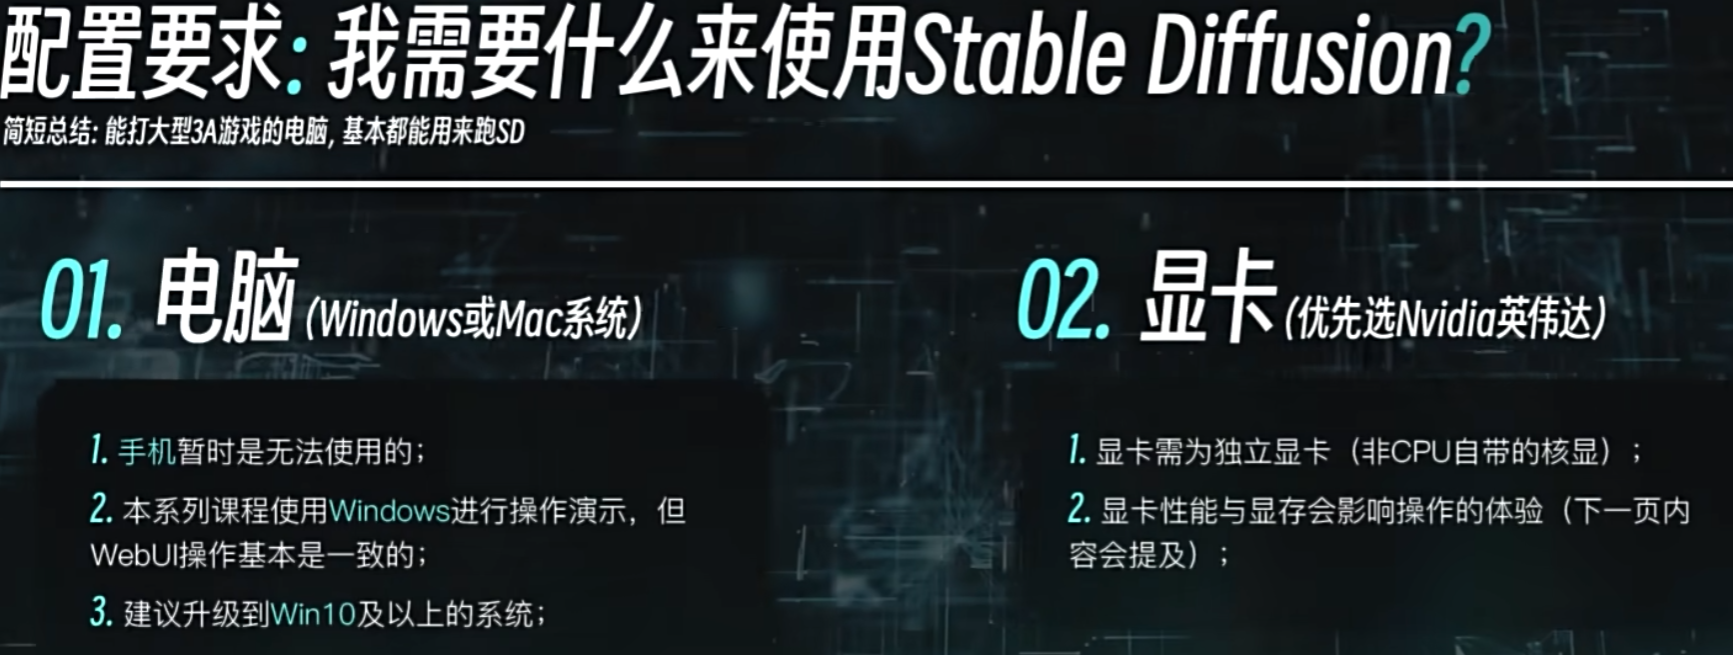 配置要求: 我需要什么来使用Stable Diffusion?
简短总结: 能打大型3A游戏的电脑, 基本都能用来跑SD
01. 电脑 (Windows或Mac系统)
1. 手机暂时是无法使用的;
2. 本系列课程使用Windows进行操作演示，但
WebUI操作基本是一致的;
3. 建议升级到Win10及以上的系统;
02. 显卡 (优先选Nvidia英伟达)
1. 显卡需为独立显卡（非CPU自带的核显）;
2. 显卡性能与显存会影响操作的体验（下一页内
容会提及）;